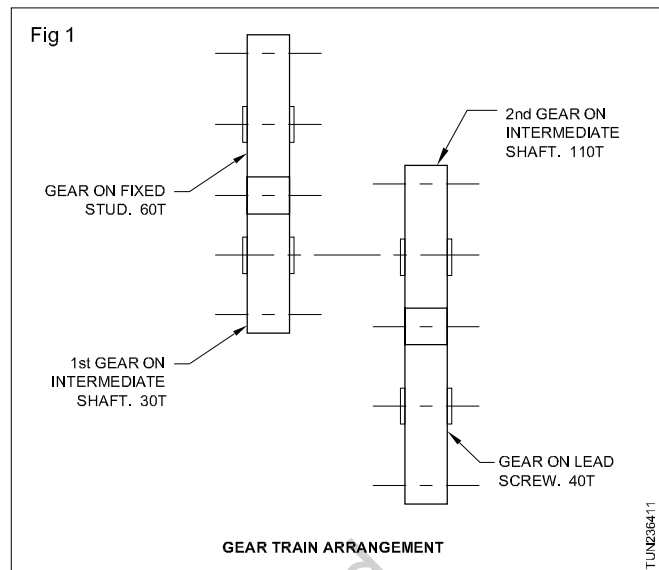 Fig 1
2nd GEAR ON
INTERMEDIATE
SHAFT. 110T
GEAR ON FIXED
STUD. 60T
1st GEAR ON
INTERMEDIATE
SHAFT. 30T
GEAR ON LEAD
SCREW. 40T
GEAR TRAIN ARRANGEMENT
TUN236411